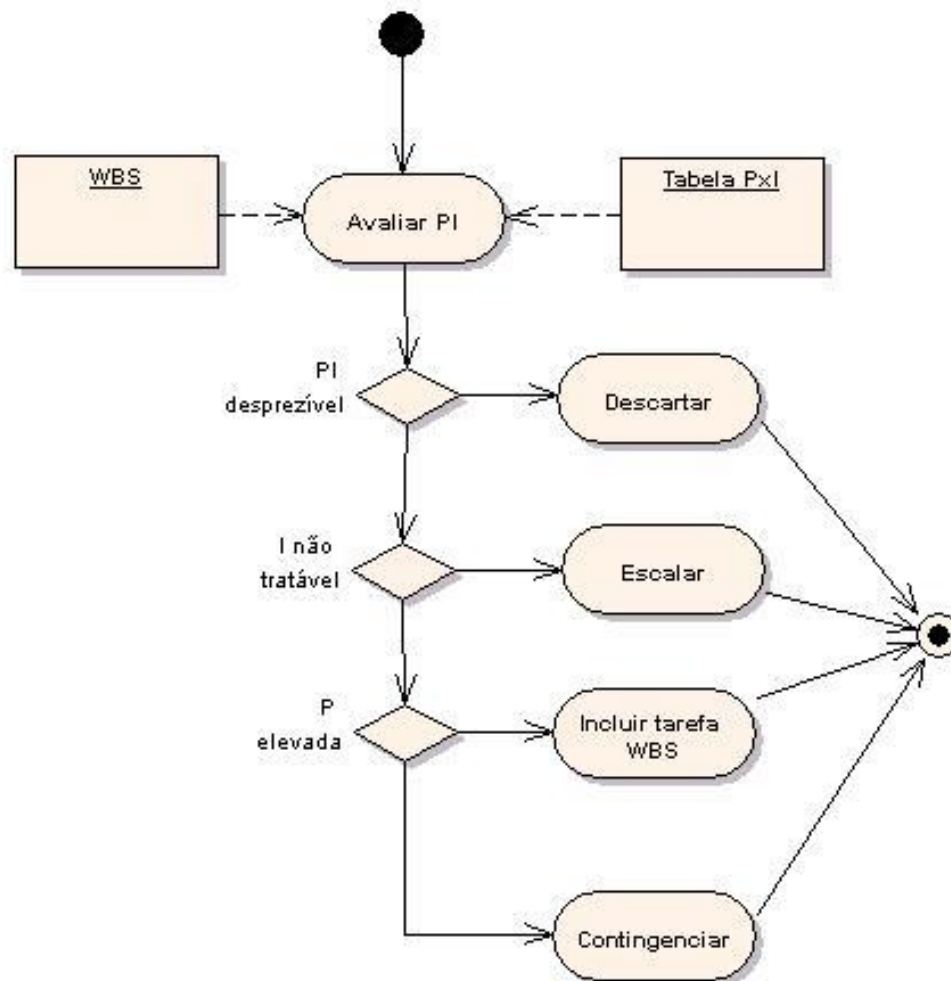 WBS
Tabela PxI
Avaliar PI
PI
desprezível
Descartar
I não
tratável
Escalar
P
elevada
Incluir tarefa
WBS
Contingenciar